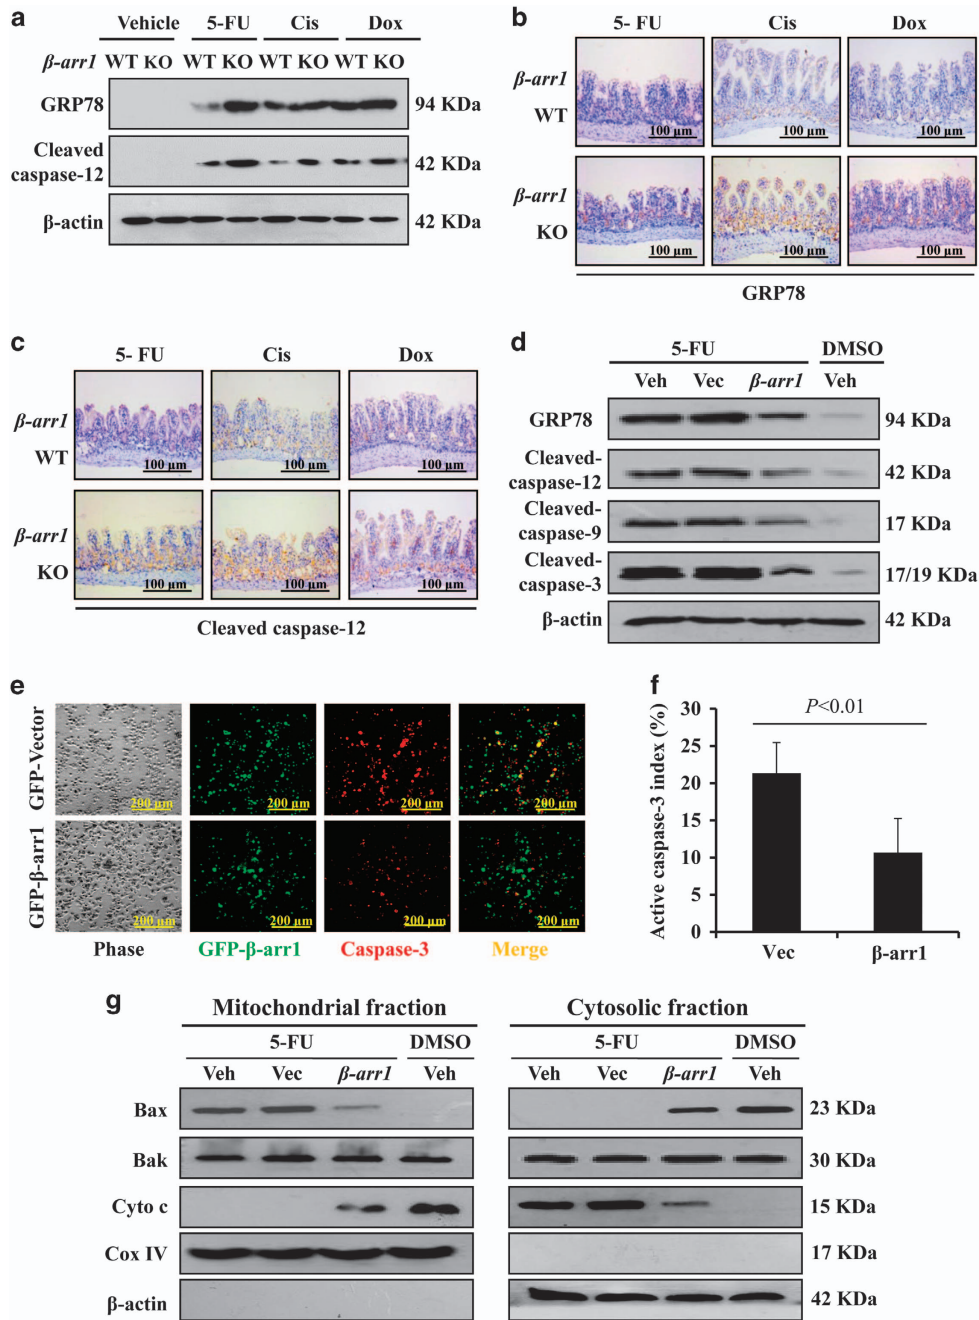 a
Vehicle 5-FU Cis Dox
β-arr1 WT KO WT KO WT KO WT KO
GRP78 94 KDa
Cleaved
caspase-12 42 KDa
β-actin 42 KDa
b
5-FU Cis Dox
β-arr1
WT
100 µm 100 µm 100 µm
β-arr1
KO
100 µm 100 µm 100 µm
GRP78
c
5- FU Cis Dox
β-arr1
WT
100 µm 100 µm 100 µm
β-arr1
KO
100 µm 100 µm 100 µm
Cleaved caspase-12
d
5-FU DMSO
Veh Vec β-arr1 Veh
GRP78 94 KDa
Cleaved-
caspase-12 42 KDa
Cleaved-
caspase-9 17 KDa
Cleaved-
caspase-3 17/19 KDa
β-actin 42 KDa
e
GFP-Vector
200 µm 200 µm 200 µm 200 µm
GFP-β-arr1
200 µm 200 µm 200 µm 200 µm
Phase GFP-β-arr1 Caspase-3 Merge
f
Active caspase-3 index (%)
30
25
20
15
10
5
0
P<0.01
Vec β-arr1
g
Mitochondrial fraction Cytosolic fraction
5-FU DMSO 5-FU DMSO
Veh Vec β-arr1 Veh Veh Vec β-arr1 Veh
Bax 23 KDa
Bak 30 KDa
Cyto c 15 KDa
Cox IV 17 KDa
β-actin 42 KDa